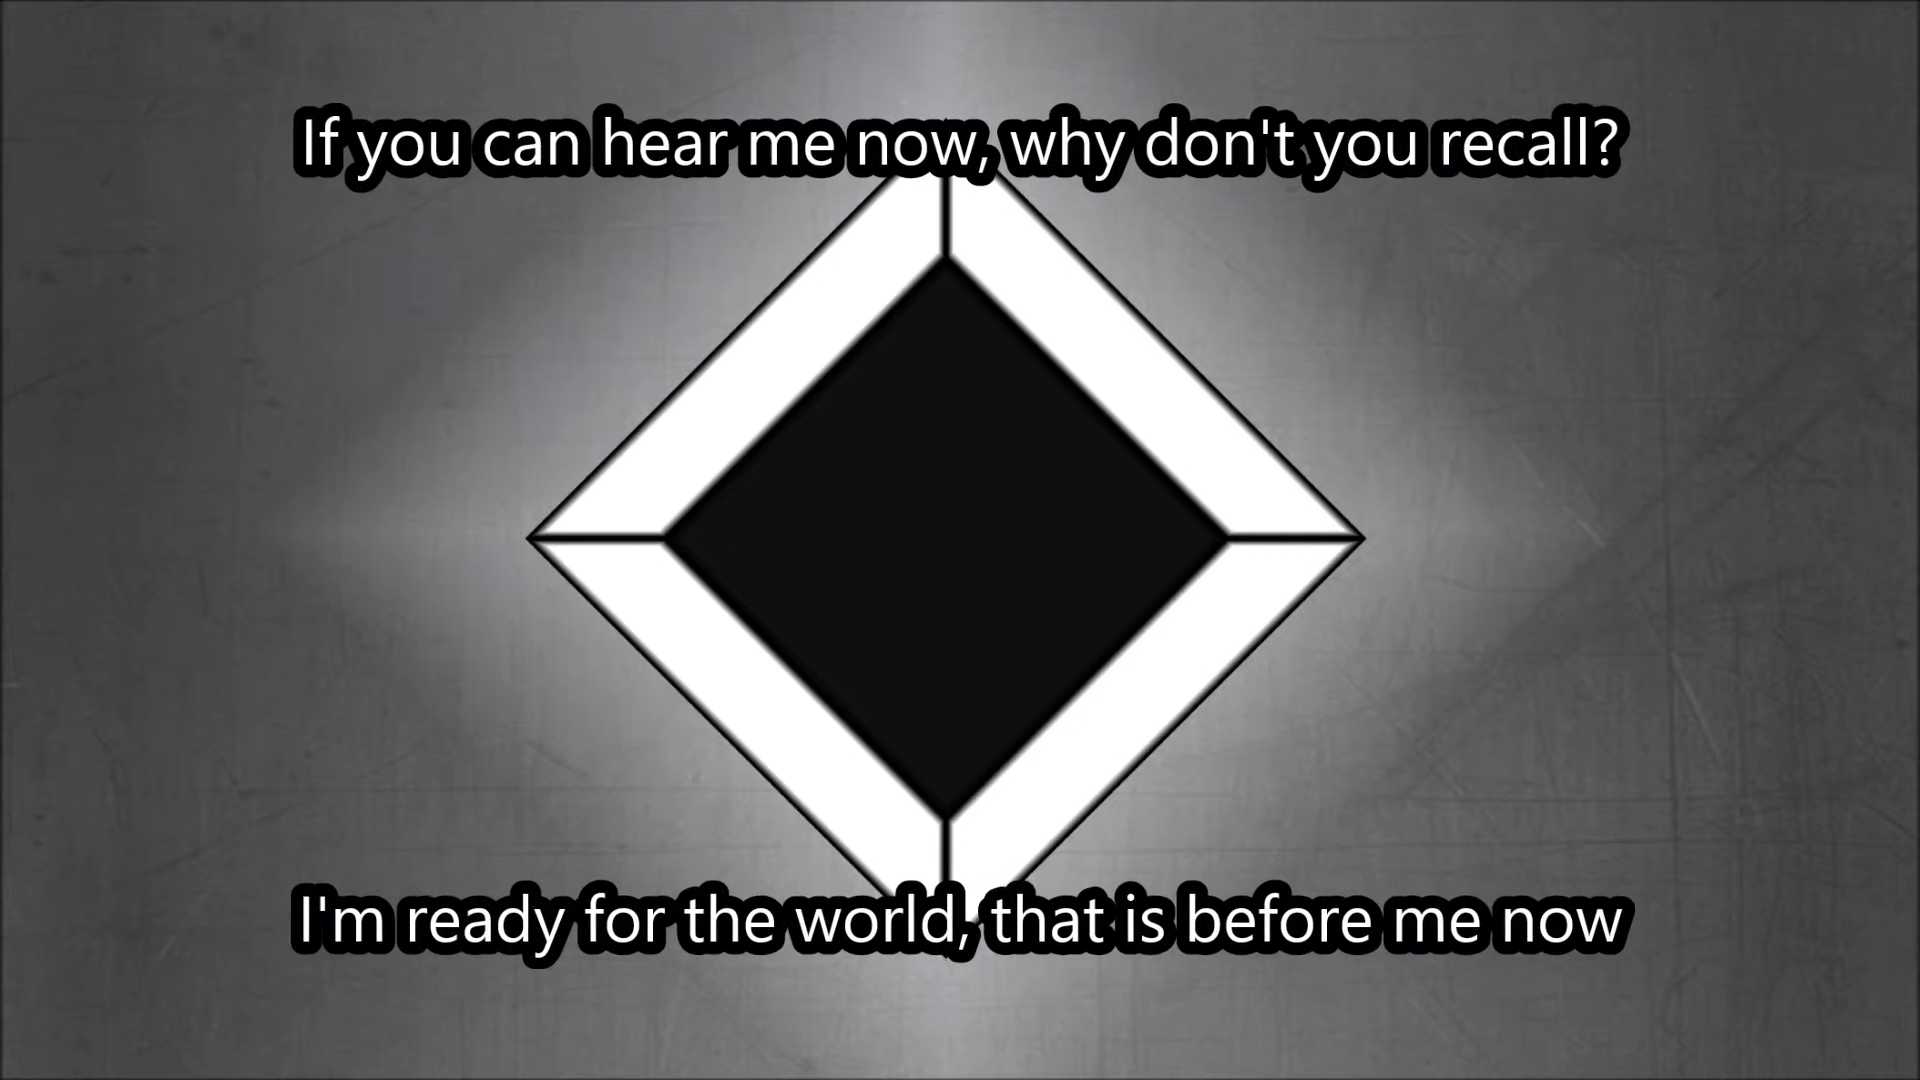 If you can hear me now, why don't you recall?
I'm ready for the world, that is before me now